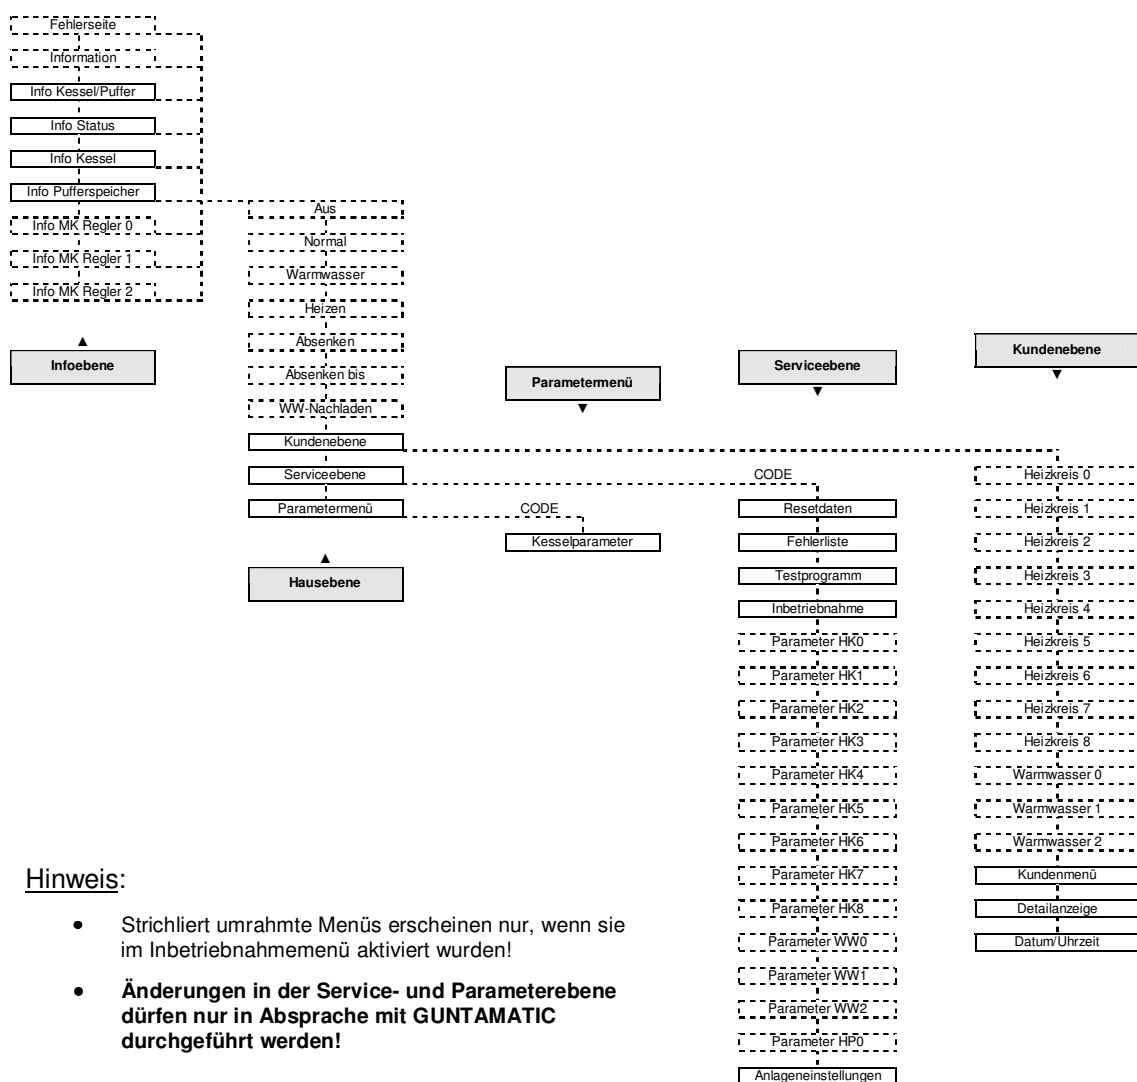 Fehlerseite
Information
Info Kessel/Puffer
Info Status
Info Kessel
Info Pufferspeicher
Info MK Regler 0
Info MK Regler 1
Info MK Regler 2
▲
Infoebene
Aus
Normal
Warmwasser
Heizen
Absenken
Absenken bis
WW-Nachladen
Kundenebene
Serviceebene
Parametermenü
▲
Hausebene
Parametermenü
▼
CODE
Kesselparameter
Serviceebene
▼
CODE
Resetdaten
Fehlerliste
Testprogramm
Inbetriebnahme
Parameter HK0
Parameter HK1
Parameter HK2
Parameter HK3
Parameter HK4
Parameter HK5
Parameter HK6
Parameter HK7
Parameter HK8
Parameter WW0
Parameter WW1
Parameter WW2
Parameter HP0
Anlageneinstellungen
Kundenebene
▼
Heizkreis 0
Heizkreis 1
Heizkreis 2
Heizkreis 3
Heizkreis 4
Heizkreis 5
Heizkreis 6
Heizkreis 7
Heizkreis 8
Warmwasser 0
Warmwasser 1
Warmwasser 2
Kundenmenü
Detailanzeige
Datum/Uhrzeit
Hinweis:
• Strichliert umrahmte Menüs erscheinen nur, wenn sie
im Inbetriebnahmemenü aktiviert wurden!
• Änderungen in der Service- und Parameterebene
dürfen nur in Absprache mit GUNTAMATIC
durchgeführt werden!